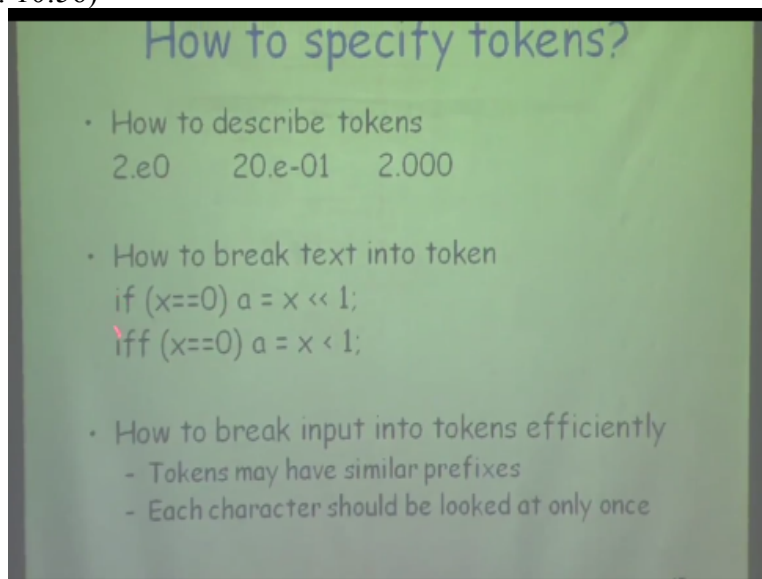 How to specify tokens?
• How to describe tokens
2.e0 20.e-01 2.000
• How to break text into token
if (x==0) a = x << 1;
iff (x==0) a = x < 1;
• How to break input into tokens efficiently
- Tokens may have similar prefixes
- Each character should be looked at only once